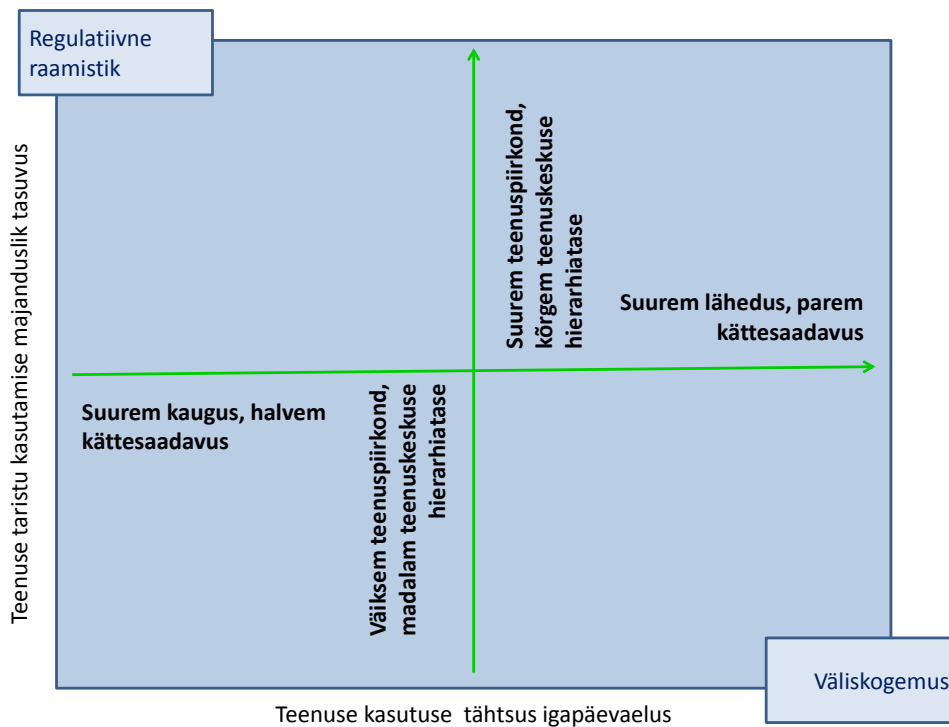 Regulatiivne
raamistik
Teenuse taristu kasutamise majanduslik tasuvus
Suurem teenuspiirkond,
kõrgem teenuskeskuse
hierarhiatase
Suurem lähedus, parem
kättesaadavus
Suurem kaugus, halvem
kättesaadavus
Väiksem teenuspiirkond,
madalam teenuskeskuse
hierarhiatase
Väliskogemus
Teenuse kasutuse tähtsus igapäevaelus